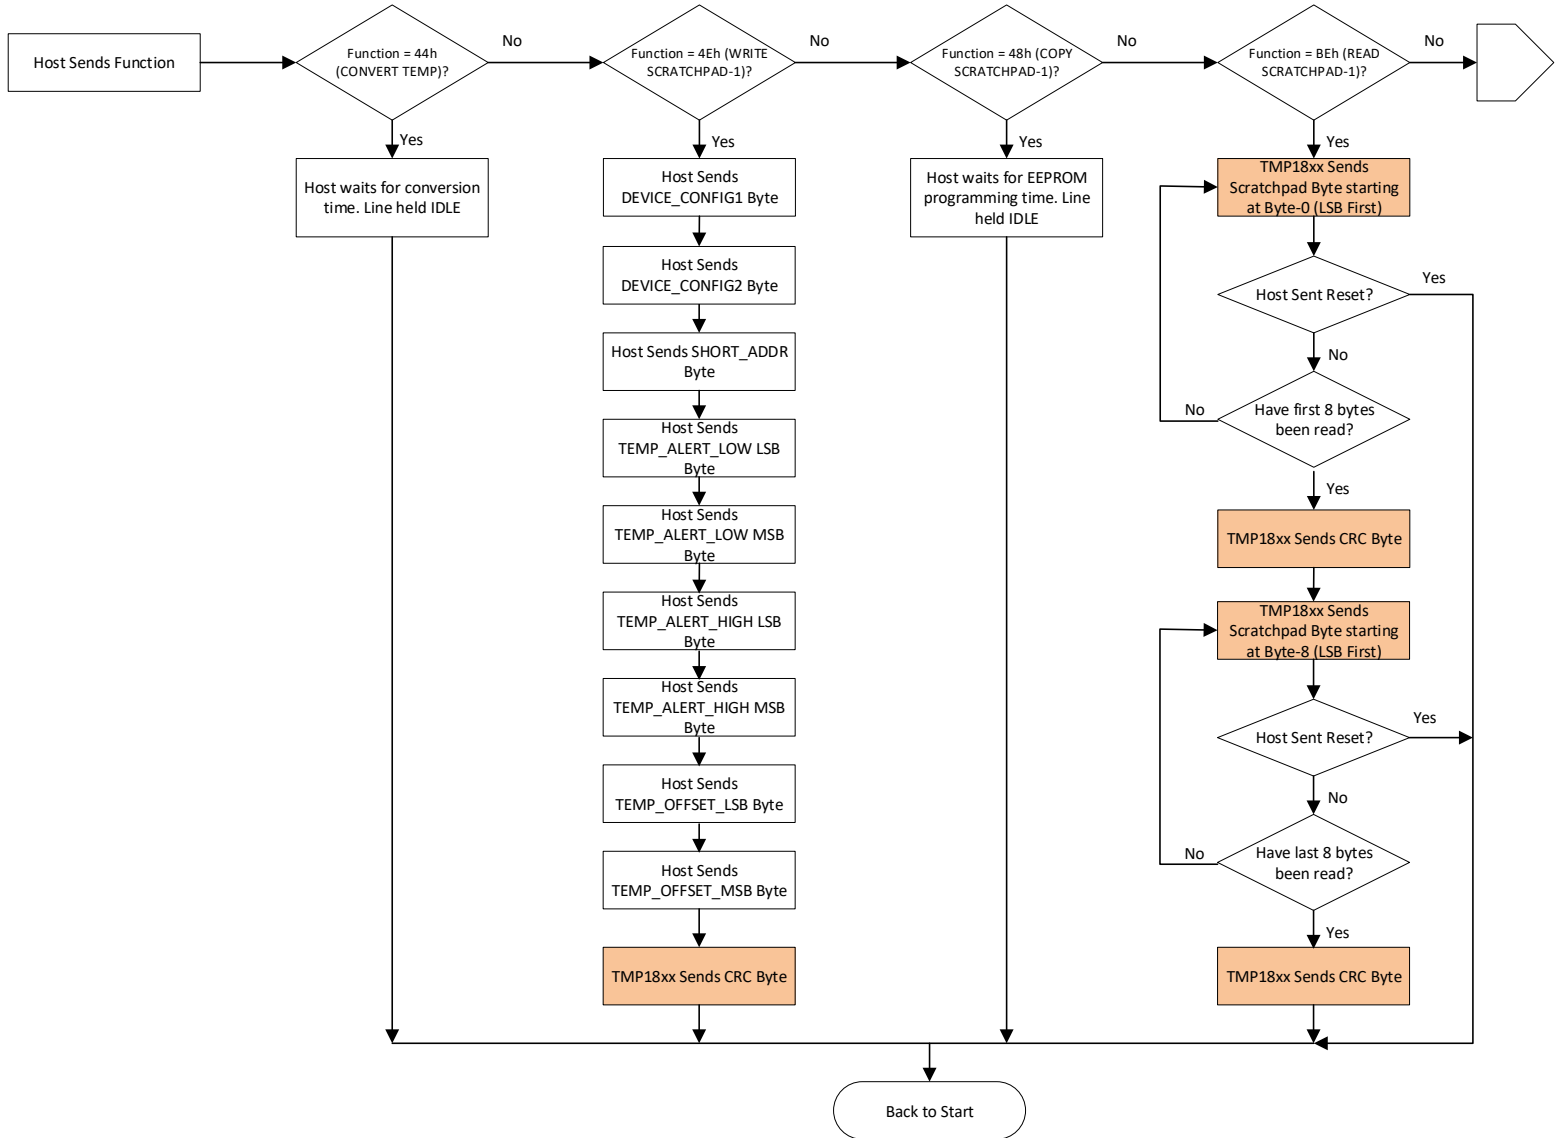 Host Sends Function
Function = 44h
(CONVERT TEMP)?
No
Function = 4Eh (WRITE
SCRATCHPAD-1)?
No
Function = 48h (COPY
SCRATCHPAD-1)?
No
Function = BEh (READ
SCRATCHPAD-1)?
No
Yes
Host waits for conversion
time. Line held IDLE
Yes
Host Sends
DEVICE_CONFIG1 Byte
Host Sends
DEVICE_CONFIG2 Byte
Host Sends SHORT_ADDR
Byte
Host Sends
TEMP_ALERT_LOW LSB
Byte
Host Sends
TEMP_ALERT_LOW MSB
Byte
Host Sends
TEMP_ALERT_HIGH LSB
Byte
Host Sends
TEMP_ALERT_HIGH MSB
Byte
Host Sends
TEMP_OFFSET_LSB Byte
Host Sends
TEMP_OFFSET_MSB Byte
TMP18xx Sends CRC Byte
Yes
Host waits for EEPROM
programming time. Line
held IDLE
Yes
TMP18xx Sends
Scratchpad Byte starting
at Byte-0 (LSB First)
Host Sent Reset?
Yes
No
Have first 8 bytes
been read?
No
Yes
TMP18xx Sends CRC Byte
TMP18xx Sends
Scratchpad Byte starting
at Byte-8 (LSB First)
Host Sent Reset?
Yes
No
Have last 8 bytes
been read?
No
Yes
TMP18xx Sends CRC Byte
Back to Start